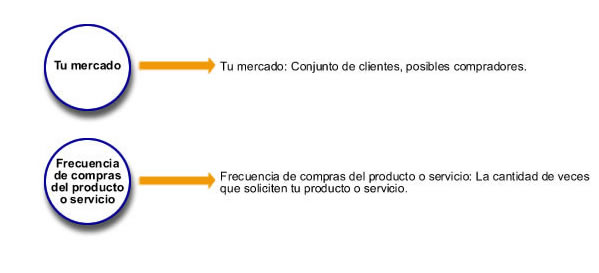 Tu mercado
Tu mercado: Conjunto de clientes, posibles compradores.
Frecuencia
de compras
del producto
o servicio
Frecuencia de compras del producto o servicio: La cantidad de veces
que soliciten tu producto o servicio.